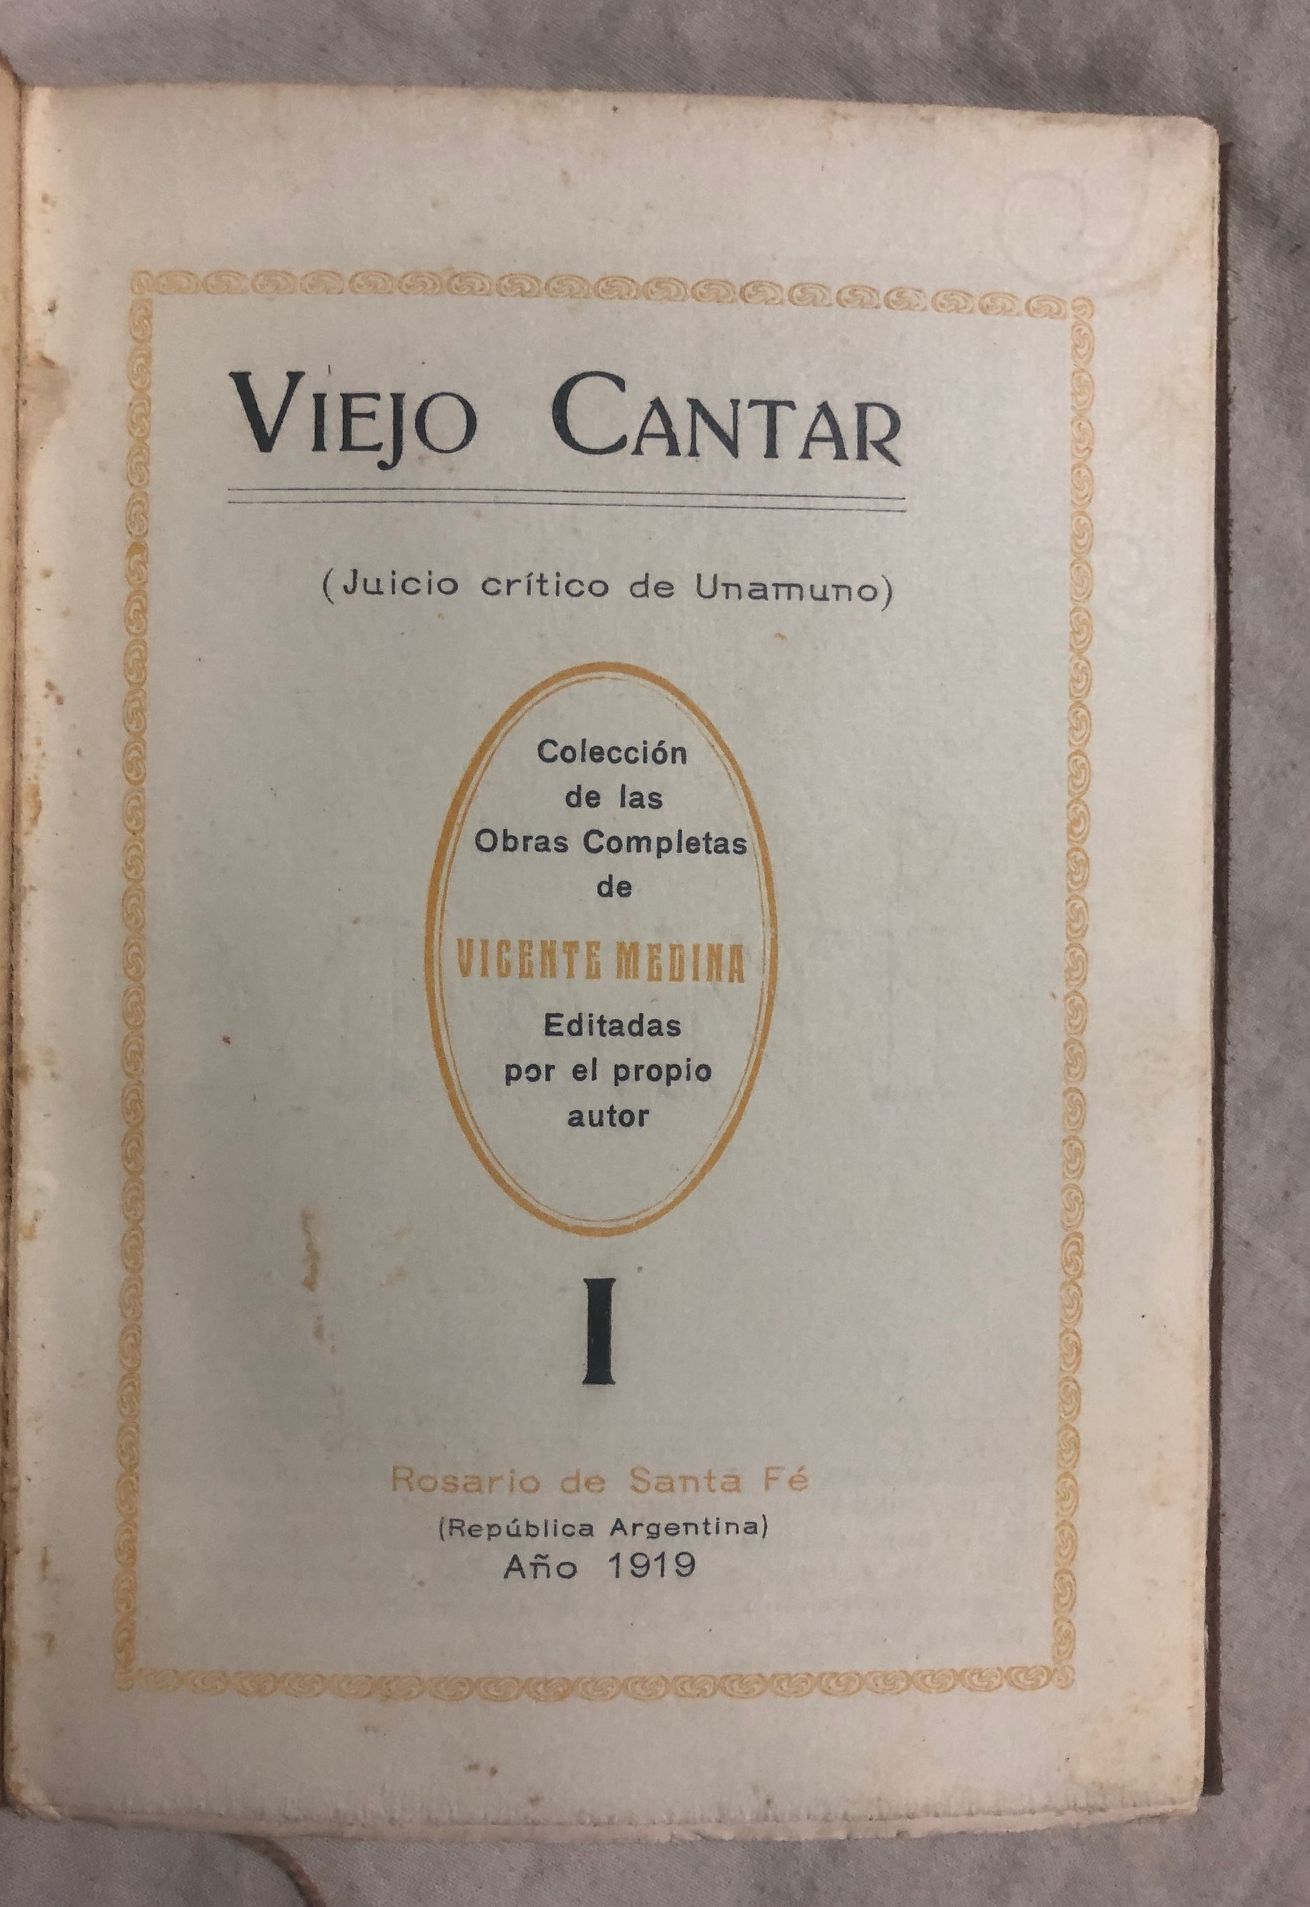 VIEJO CANTAR
(Juicio crítico de Unamuno)
Colección
de las
Obras Completas
de
VICENTE MEDINA
Editadas
por el propio
autor
I
Rosario de Santa Fé
(República Argentina)
Año 1919